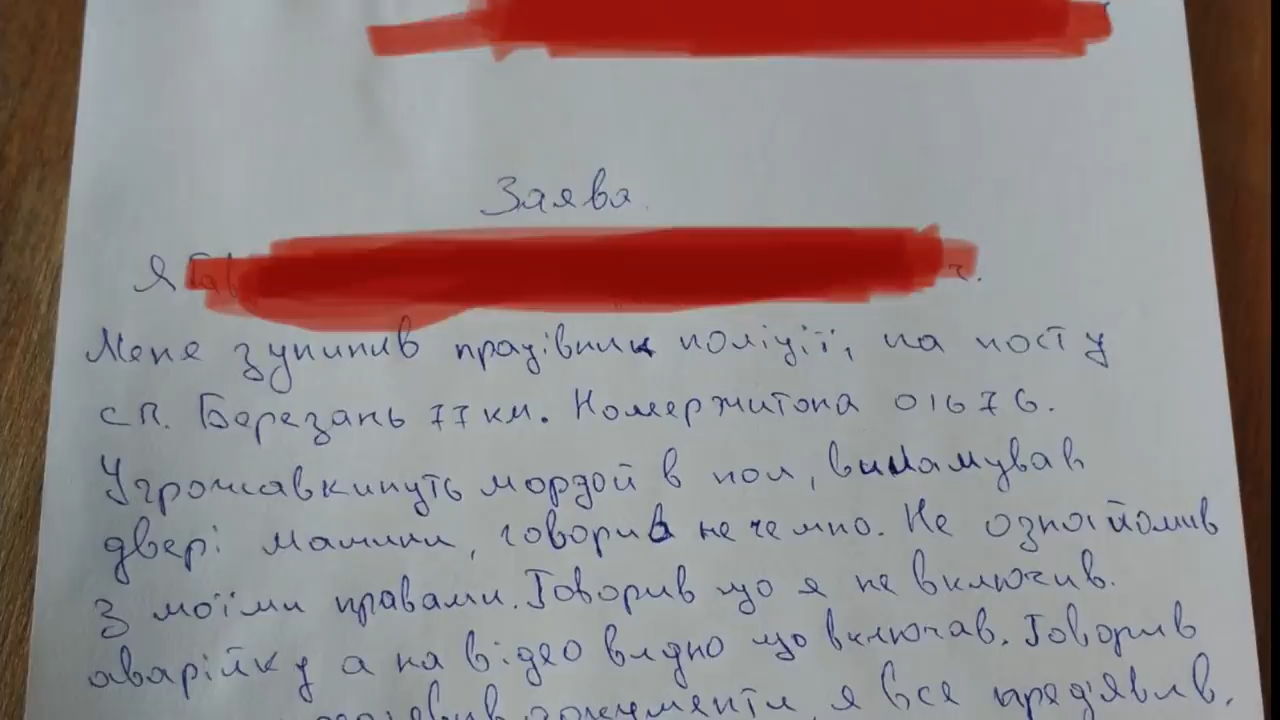 Заява.
Я
Мене зупинив працівник поліції, на посту
сп. Березань 77 км. Номер житона 01676.
Угрожав кинуть мордой в пол, виламував
двері машини, говорив не чемно. Не ознайомив
з моїми правами. Говорив що я не включив.
аварійку а на відео видно що включав. Говорив
документи, я все пред'явив.